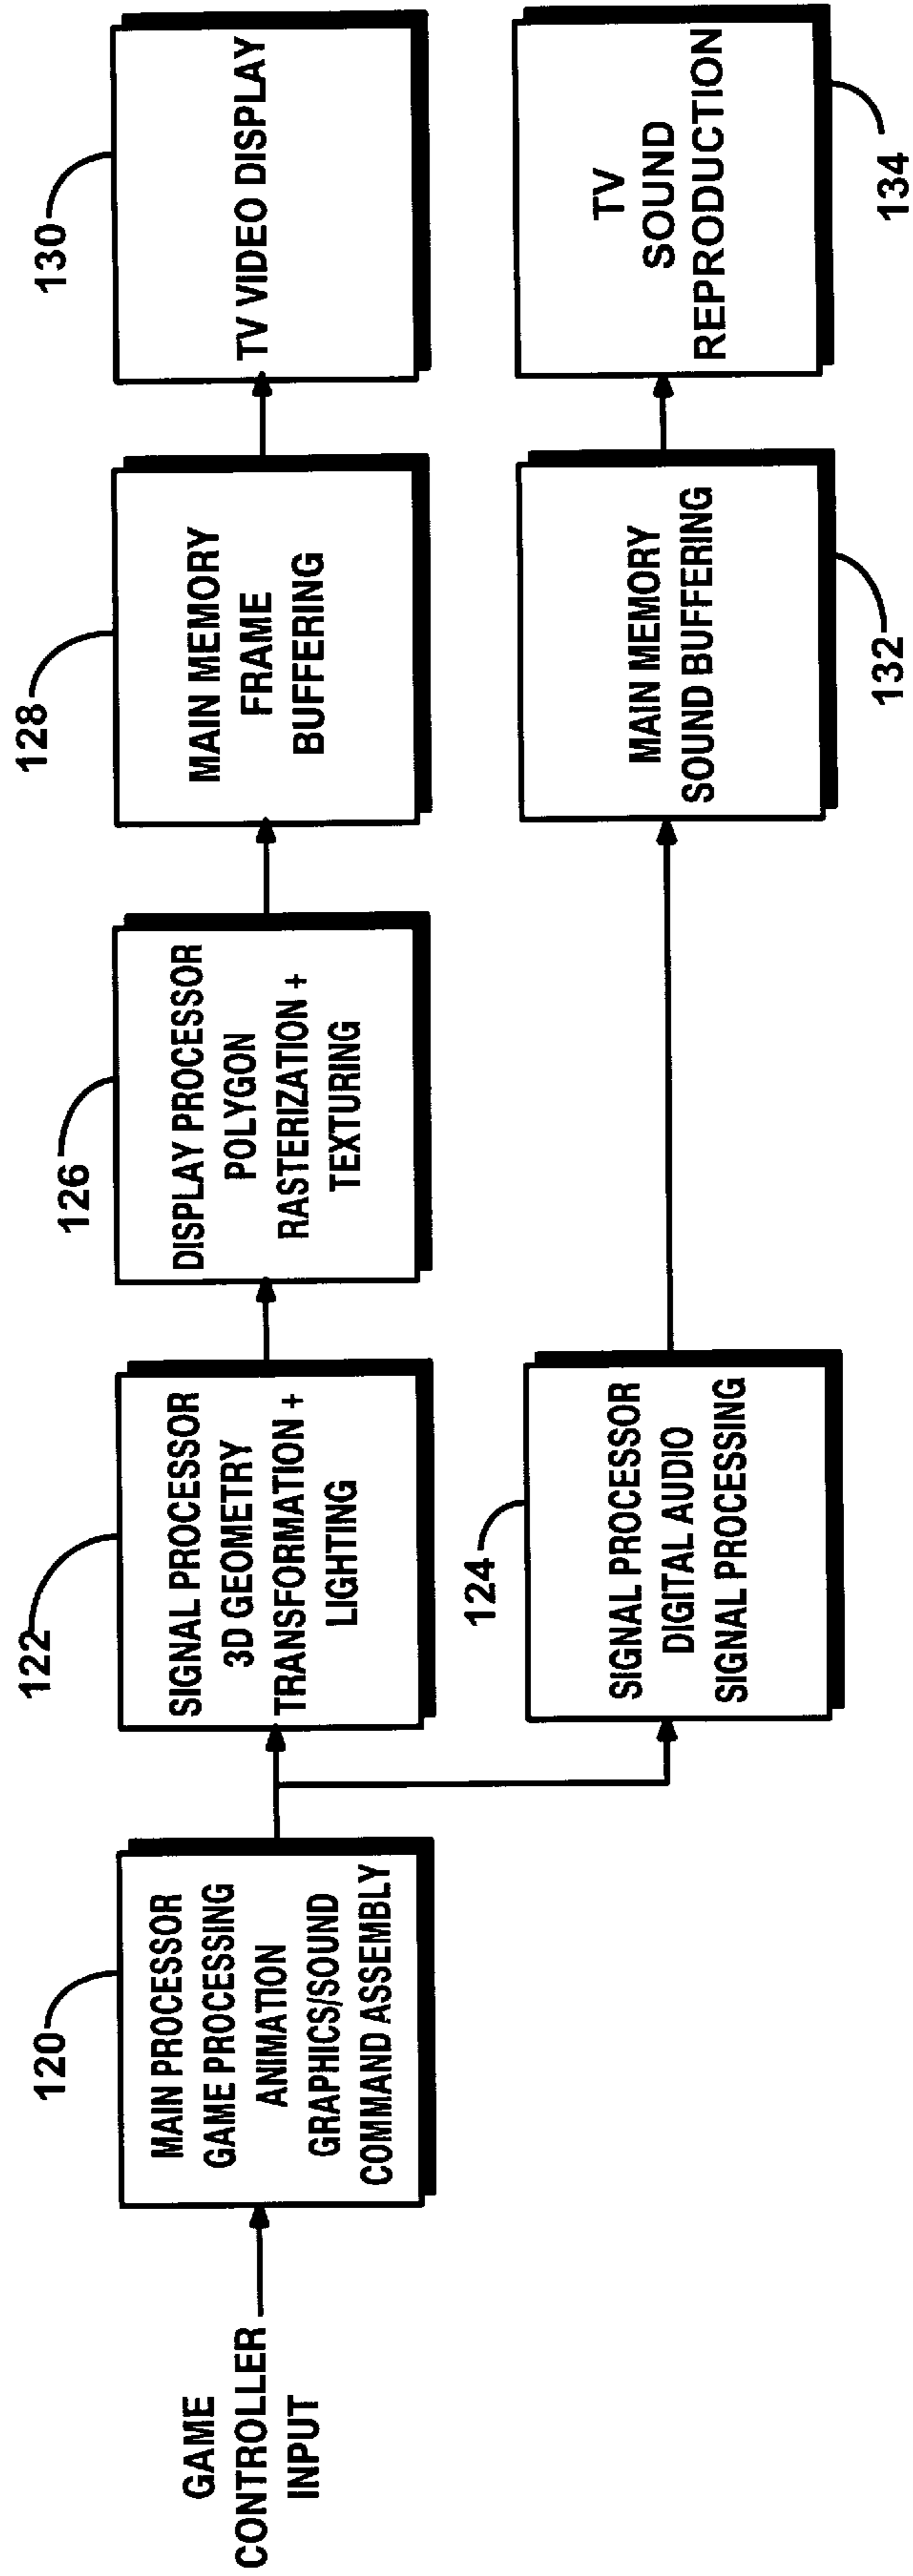 GAME
CONTROLLER
INPUT
120
MAIN PROCESSOR
GAME PROCESSING
ANIMATION
GRAPHICS/SOUND
COMMAND ASSEMBLY
122
SIGNAL PROCESSOR
3D GEOMETRY
TRANSFORMATION +
LIGHTING
126
DISPLAY PROCESSOR
POLYGON
RASTERIZATION +
TEXTURING
128
MAIN MEMORY
FRAME
BUFFERING
130
TV VIDEO DISPLAY
124
SIGNAL PROCESSOR
DIGITAL AUDIO
SIGNAL PROCESSING
MAIN MEMORY
SOUND BUFFERING
132
TV
SOUND
REPRODUCTION
134